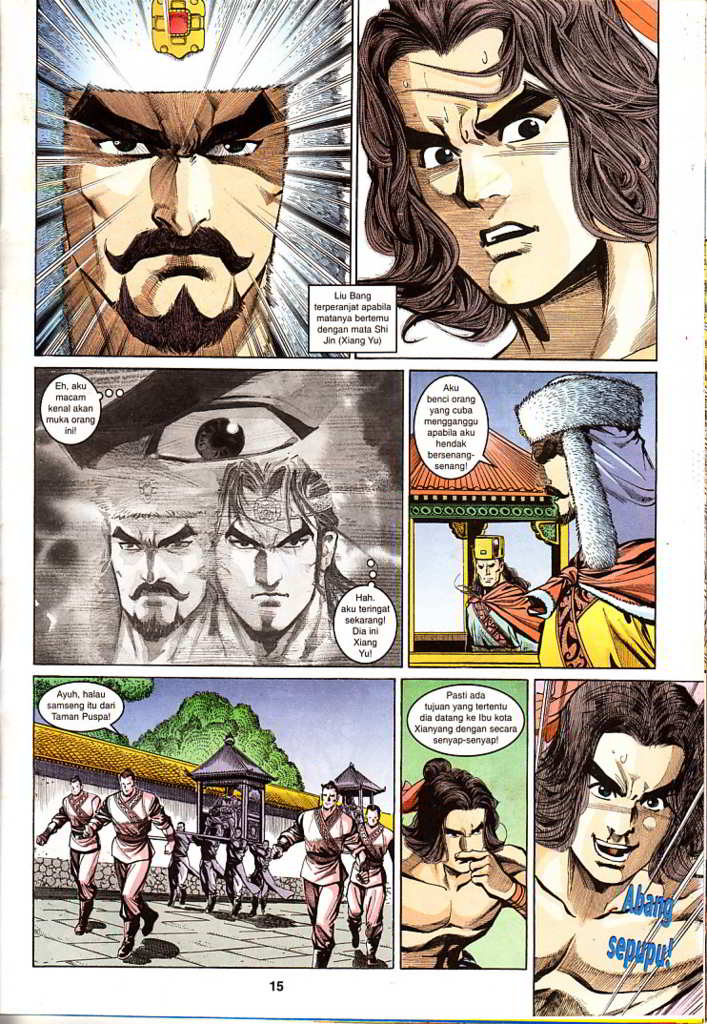 Liu Bang
terperanjat apabila
matanya bertemu
dengan mata Shi
Jin (Xiang Yu)
Eh, aku
macam
kenal akan
muka orang
ini!
Hah.
aku teringat
sekarang!
Dia ini
Xiang
Yu!
Aku
benci orang
yang cuba
mengganggu
apabila aku
hendak
bersenang-
senang!
Ayuh, halau
samseng itu dari
Taman Puspa!
Pasti ada
tujuan yang tertentu
dia datang ke Ibu kota
Xianyang dengan secara
senyap-senyap!
Abang
sepupu!
15